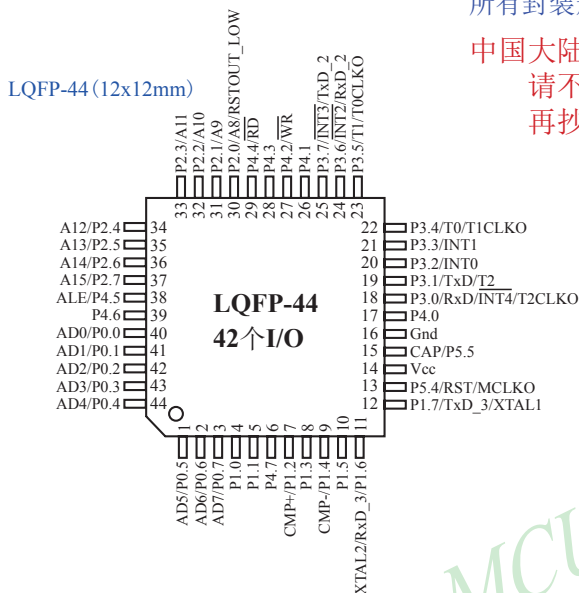 所有封装
LQFP-44(12x12mm)
中国大陆
请不
再抄
P2.3/A11
P2.2/A10
P2.1/A9
P2.0/A8/RSTOUT_LOW
P4.4/RD
P4.3
P4.2/WR
P4.1
P3.7/INT3/TxD_2
P3.6/INT2/RxD_2
P3.5/T1/T0CLKO
33
32
31
30
29
28
27
26
25
24
23
A12/P2.4 34
A13/P2.5 35
A14/P2.6 36
A15/P2.7 37
ALE/P4.5 38
P4.6 39
AD0/P0.0 40
AD1/P0.1 41
AD2/P0.2 42
AD3/P0.3 43
AD4/P0.4 44
LQFP-44
42个I/O
22 P3.4/T0/T1CLKO
21 P3.3/INT1
20 P3.2/INT0
19 P3.1/TxD/T2
18 P3.0/RxD/INT4/T2CLKO
17 P4.0
16 Gnd
15 CAP/P5.5
14 Vcc
13 P5.4/RST/MCLKO
12 P1.7/TxD_3/XTAL1
1
2
3
4
5
6
7
8
9
10
11
AD5/P0.5
AD6/P0.6
AD7/P0.7
P1.0
P1.1
P4.7
CMP+/P1.2
P1.3
CMP-/P1.4
P1.5
XTAL2/RxD_3/P1.6
MCU